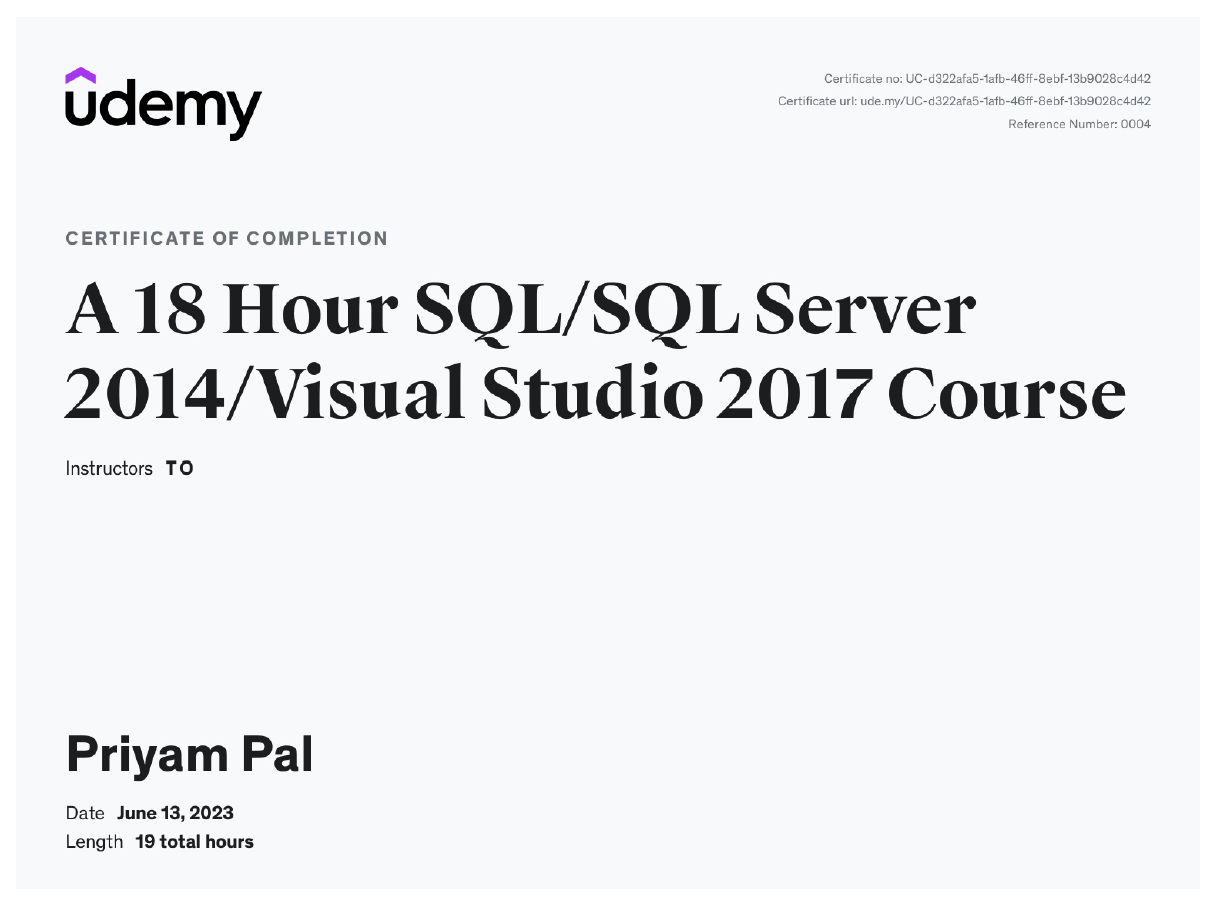 udemy
Certificate no: UC-d322afa5-1afb-46ff-8ebf-13b9028c4d42
Certificate url: ude.my/UC-d322afa5-1afb-46ff-8ebf-13b9028c4d42
Reference Number: 0004
CERTIFICATE OF COMPLETION
A 18 Hour SQL/SQL Server
2014/Visual Studio 2017 Course
Instructors TO
Priyam Pal
Date June 13, 2023
Length 19 total hours